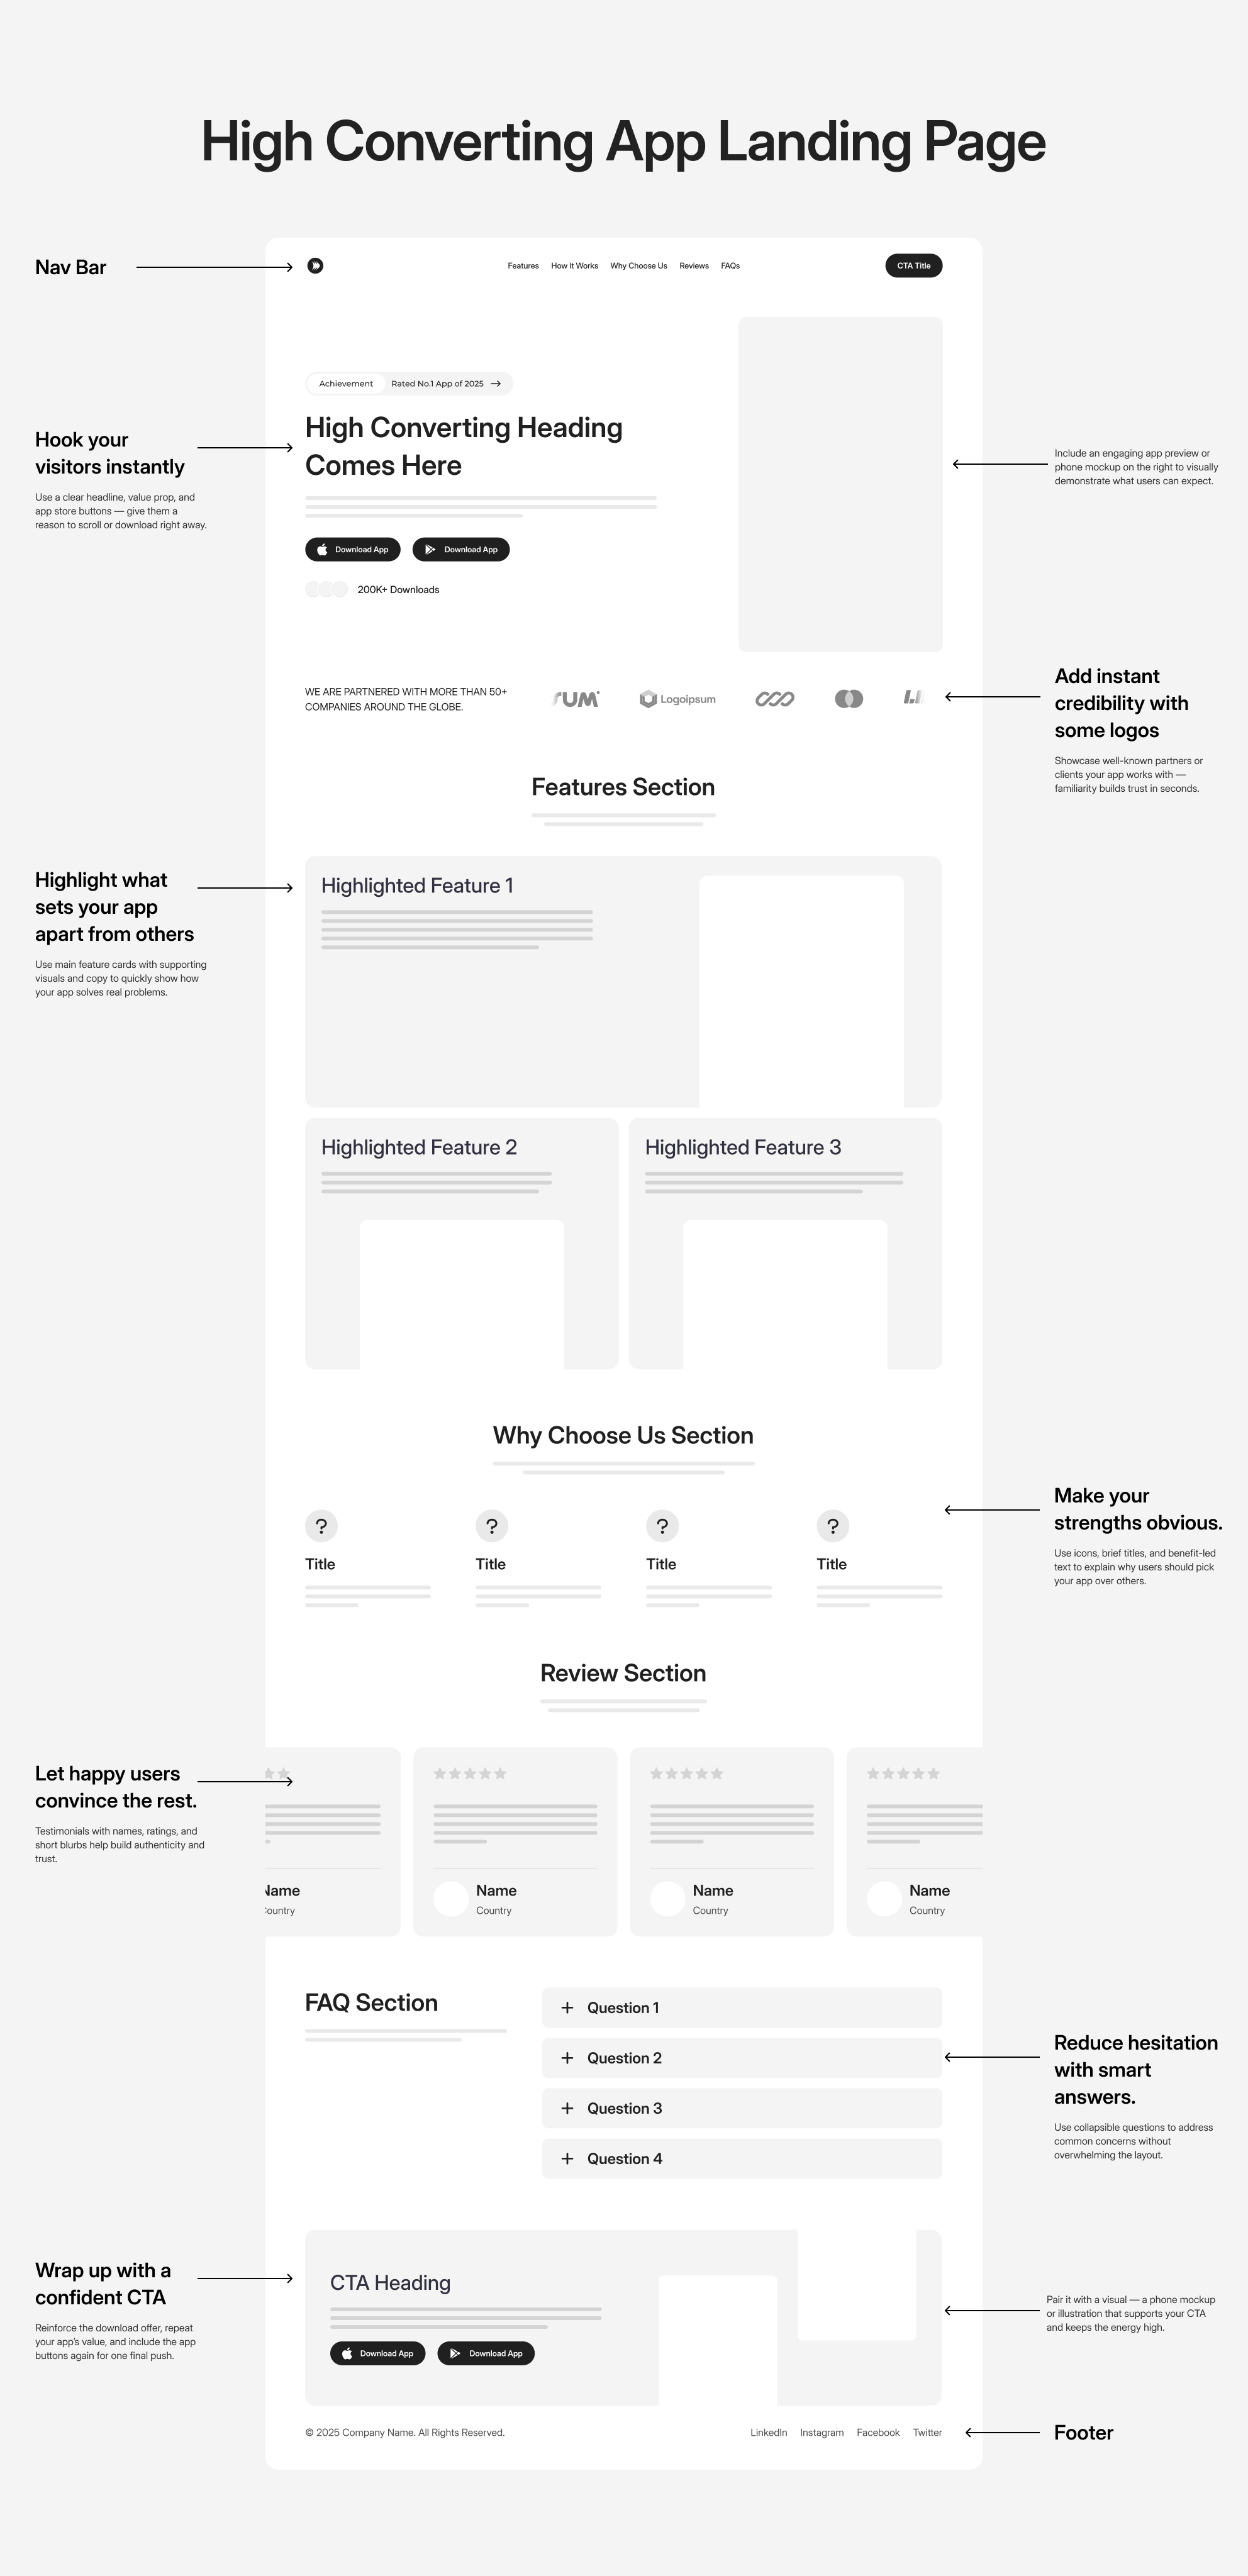 High Converting App Landing Page
Nav Bar
Features How It Works Why Choose Us Reviews FAQs
CTA Title
Achievement Rated No.1 App of 2025
High Converting Heading
Comes Here
Download App Download App
200K+ Downloads
Hook your
visitors instantly
Use a clear headline, value prop, and
app store buttons — give them a
reason to scroll or download right away.
Include an engaging app preview or
phone mockup on the right to visually
demonstrate what users can expect.
WE ARE PARTNERED WITH MORE THAN 50+
COMPANIES AROUND THE GLOBE.
Logoipsum
Add instant
credibility with
some logos
Showcase well-known partners or
clients your app works with —
familiarity builds trust in seconds.
Features Section
Highlight what
sets your app
apart from others
Use main feature cards with supporting
visuals and copy to quickly show how
your app solves real problems.
Highlighted Feature 1
Highlighted Feature 2
Highlighted Feature 3
Why Choose Us Section
? ? ? ?
Title Title Title Title
Make your
strengths obvious.
Use icons, brief titles, and benefit-led
text to explain why users should pick
your app over others.
Review Section
Let happy users
convince the rest.
Testimonials with names, ratings, and
short blurbs help build authenticity and
trust.
Name Name Name Name
Country Country Country Country
FAQ Section
Question 1
Question 2
Question 3
Question 4
Reduce hesitation
with smart
answers.
Use collapsible questions to address
common concerns without
overwhelming the layout.
Wrap up with a
confident CTA
Reinforce the download offer, repeat
your app's value, and include the app
buttons again for one final push.
CTA Heading
Download App Download App
Pair it with a visual — a phone mockup
or illustration that supports your CTA
and keeps the energy high.
© 2025 Company Name. All Rights Reserved.
LinkedIn Instagram Facebook Twitter
Footer